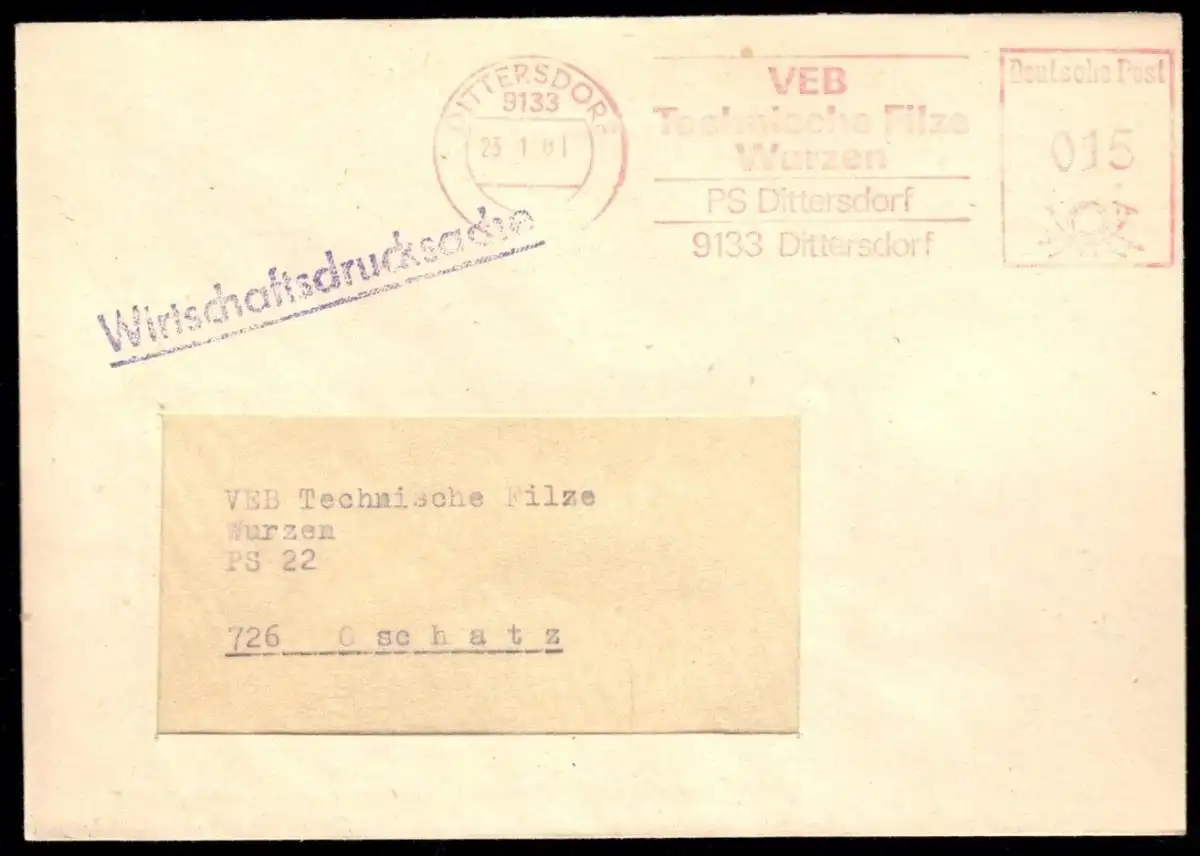 DITTERSDORF
9133
23 1 81
VEB
Technische Filze
Wurzen
PS Dittersdorf
9133 Dittersdorf
Deutsche Post
015
Wirtschaftsdrucksache
VEB Technische Filze
Wurzen
PS 22
726 Oschatz